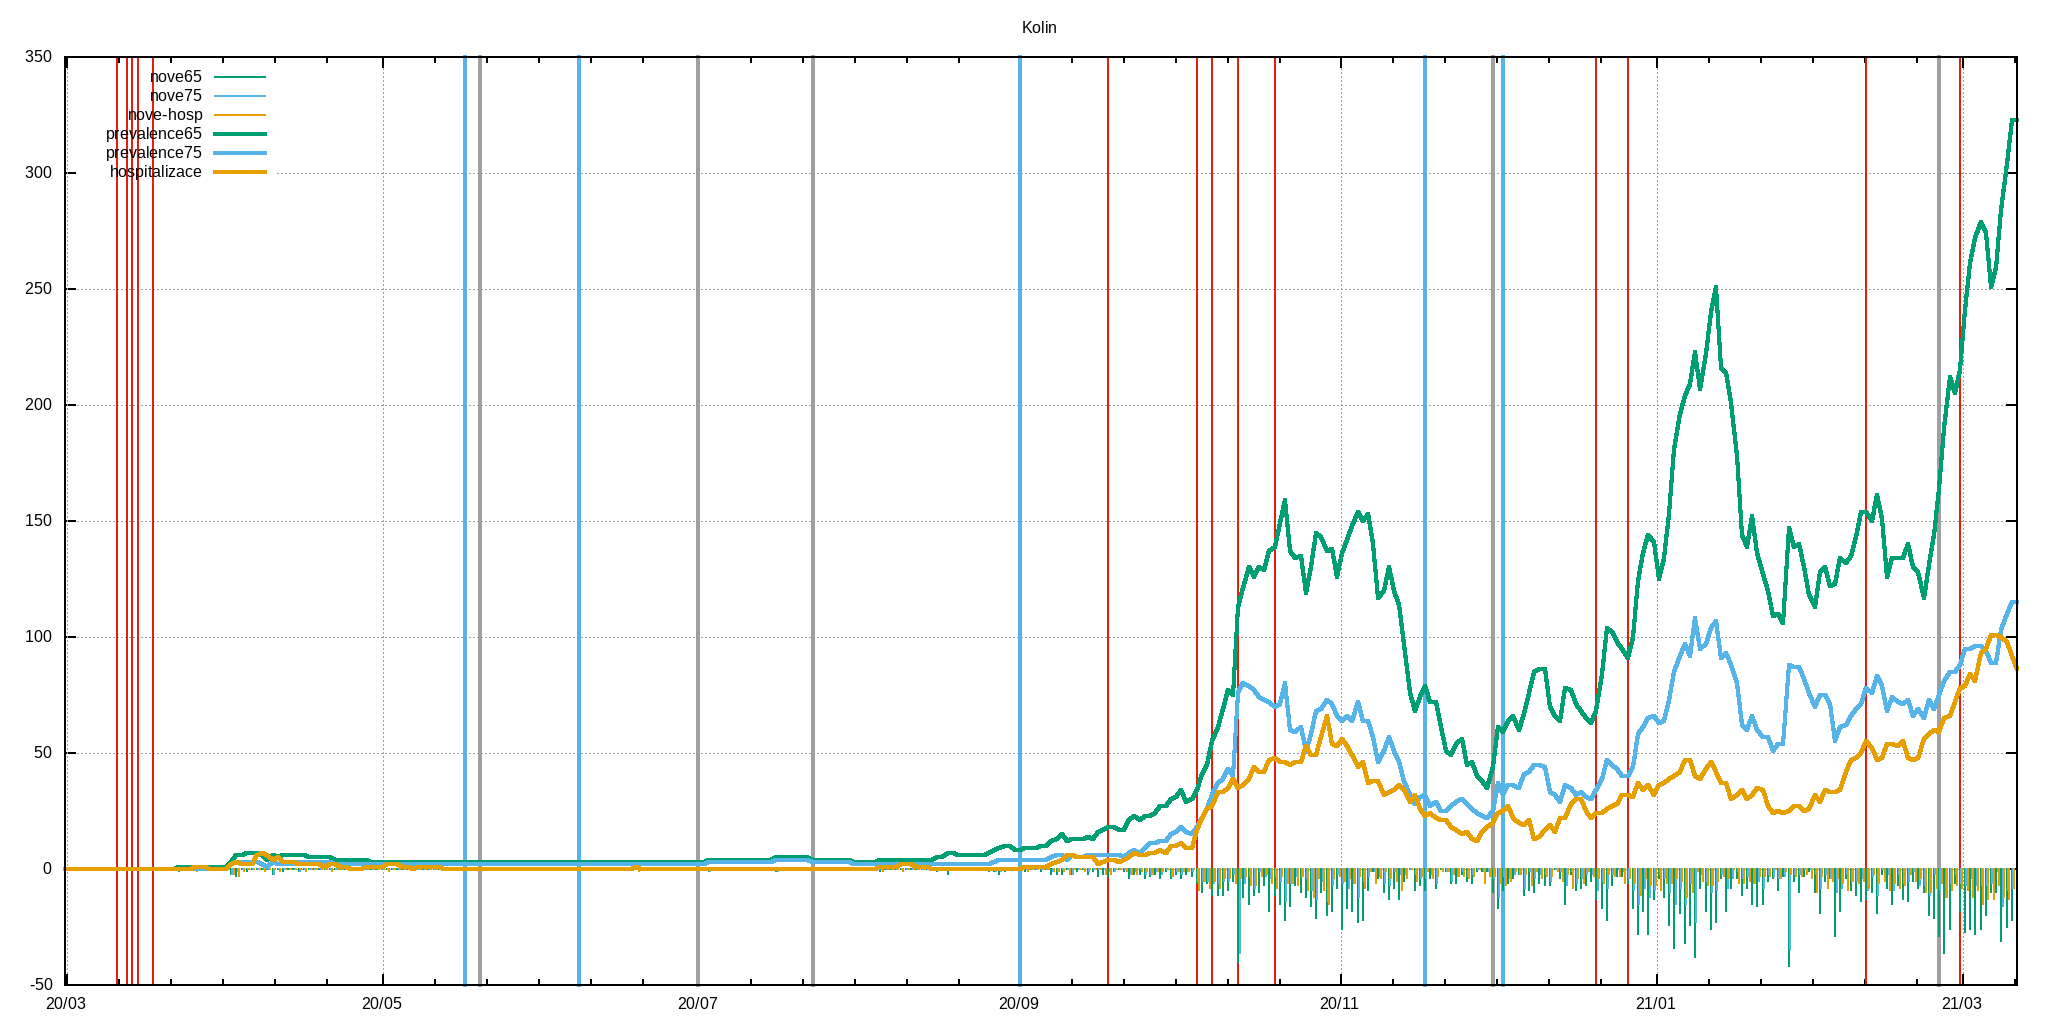 Kolin
350
300
250
200
150
100
50
0
-50
nove65
nove75
nove-hosp
prevalence65
prevalence75
hospitalizace
20/03 20/05 20/07 20/09 20/11 21/01 21/03